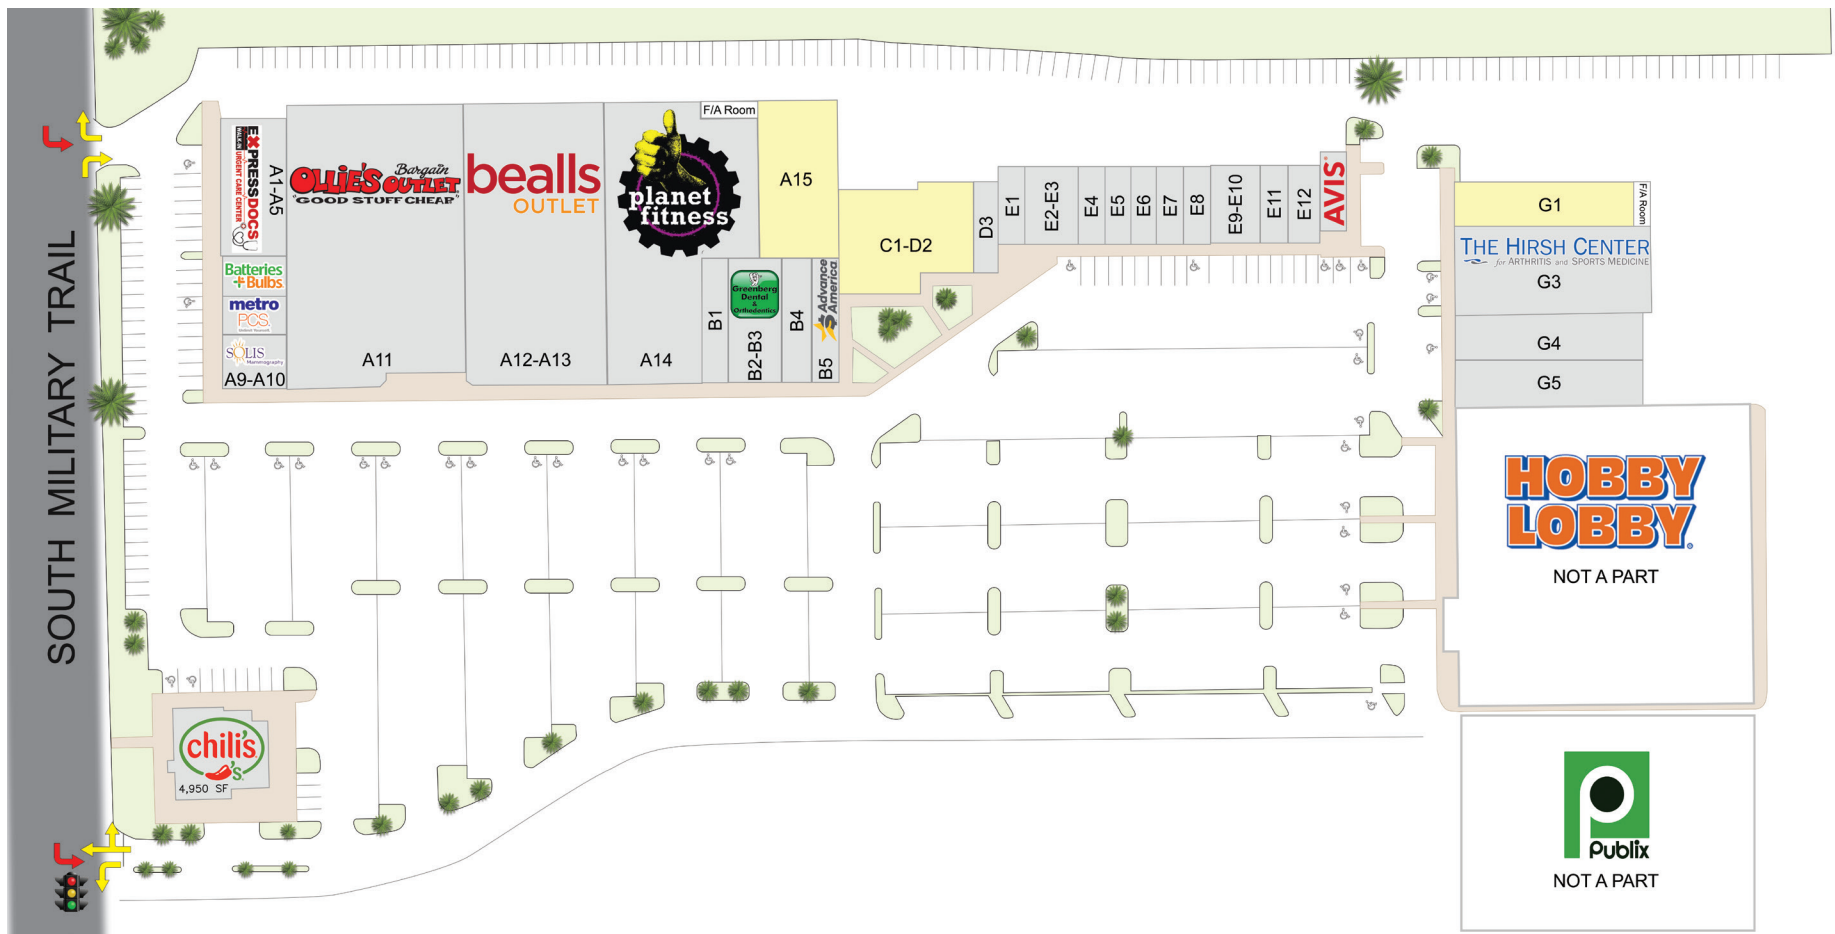 SOUTH MILITARY TRAIL
EXPRESS DOCS
WALK-IN URGENT CARE CENTER
A1-A5
Batteries
+Bulbs
metro
PCS.
SOLIS
Mammography
A9-A10
OLLIE'S Bargain OUTLET
"GOOD STUFF CHEAP"
A11
bealls
OUTLET
A12-A13
planet
fitness
A14
F/A Room
A15
B1
Greenberg
Dental
&
Orthodontics
B2-B3
B4
Advance
America
B5
C1-D2
D3
E1
E2-E3
E4
E5
E6
E7
E8
E9-E10
E11
E12
AVIS
G1
F/A Room
THE HIRSH CENTER
for ARTHRITIS and SPORTS MEDICINE
G3
G4
G5
HOBBY
LOBBY
NOT A PART
chili's
's
4,950 SF
Publix
NOT A PART